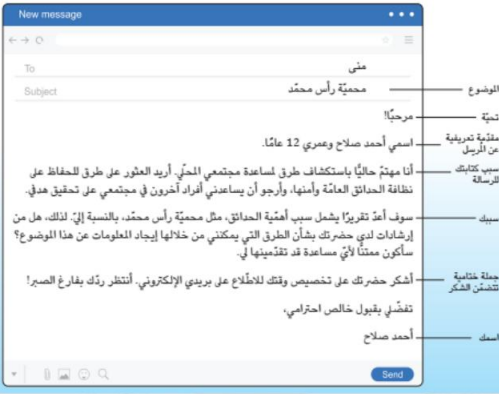 New message
To
منى
Subject
محميّة رأس محمّد
الموضوع
مرحبًا!
تحيّة
اسمي أحمد صلاح وعمري 12 عامًا.
مقدّمة تعريفية
عن المُرسِل
أنا مهتمّ حاليًّا باستكشاف طرق لمساعدة مجتمعي المحلّي. أريد العثور على طرق للحفاظ على
نظافة الحدائق العامّة وأمنها، وأرجو أن يساعدني أفراد آخرون في مجتمعي على تحقيق هدفي.
سبب كتابتك
للرسالة
سوف أعدّ تقريرًا يشمل سبب أهمّية الحدائق، مثل محميّة رأس محمّد، بالنسبة إليّ. لذلك، هل من
إرشادات لدى حضرتك بشأن الطرق التي يمكنني من خلالها إيجاد المعلومات عن هذا الموضوع؟
سأكون ممتنًّا لأيّ مساعدة قد تقدّمينها لي.
سببك
أشكر حضرتك على تخصيص وقتك للاطّلاع على بريدي الإلكتروني. أنتظر ردّك بفارغ الصبر!
جملة ختامية
تتضمّن الشكر
تفضّلي بقبول خالص احترامي،
أحمد صلاح
اسمك
Send